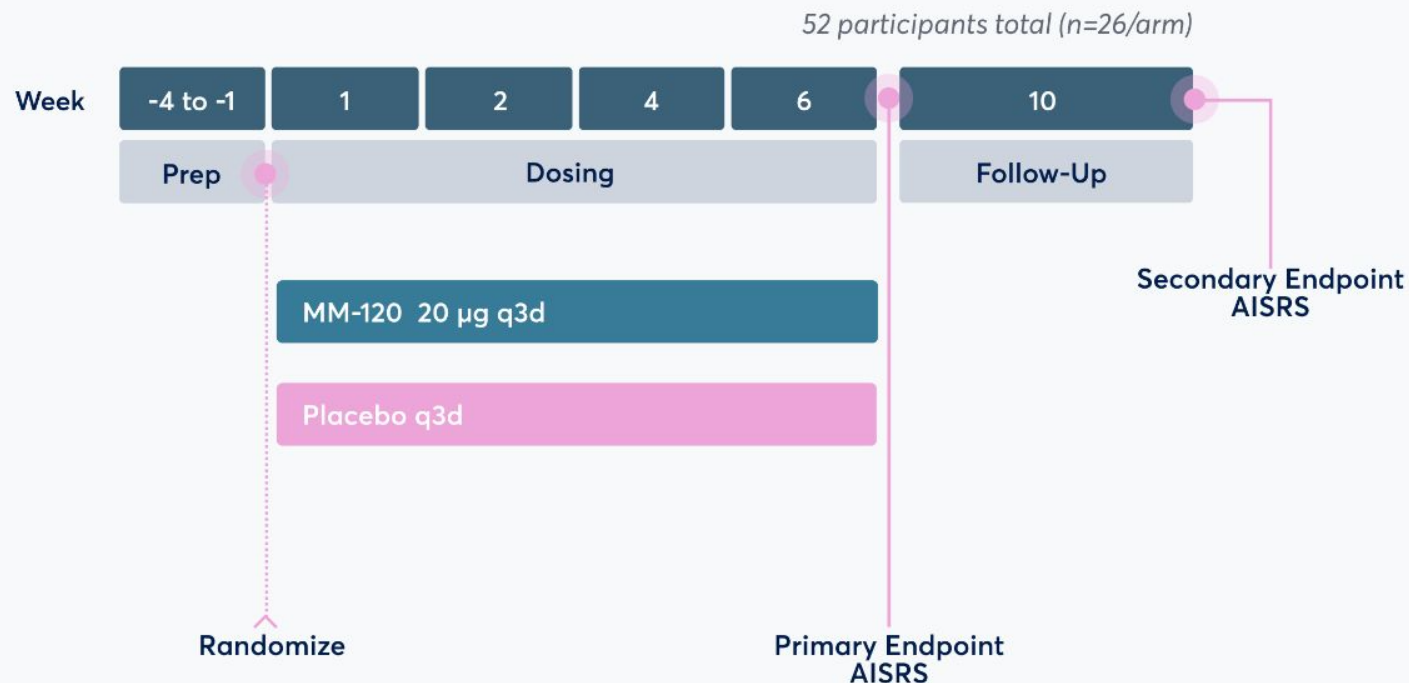 52 participants total (n=26/arm)
Week -4 to -1 1 2 4 6 10
Prep Dosing Follow-Up
MM-120 20 µg q3d
Placebo q3d
Secondary Endpoint
AISRS
Randomize
Primary Endpoint
AISRS